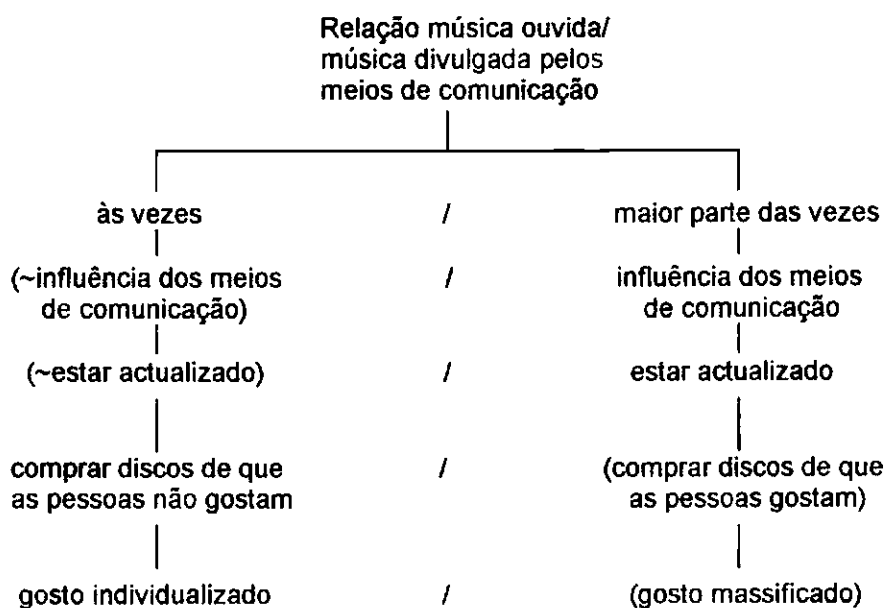 Relação música ouvida/
música divulgada pelos
meios de comunicação
às vezes / maior parte das vezes
(~influência dos meios / influência dos meios
de comunicação) de comunicação
(~estar actualizado) / estar actualizado
comprar discos de que / (comprar discos de que
as pessoas não gostam as pessoas gostam)
gosto individualizado / (gosto massificado)